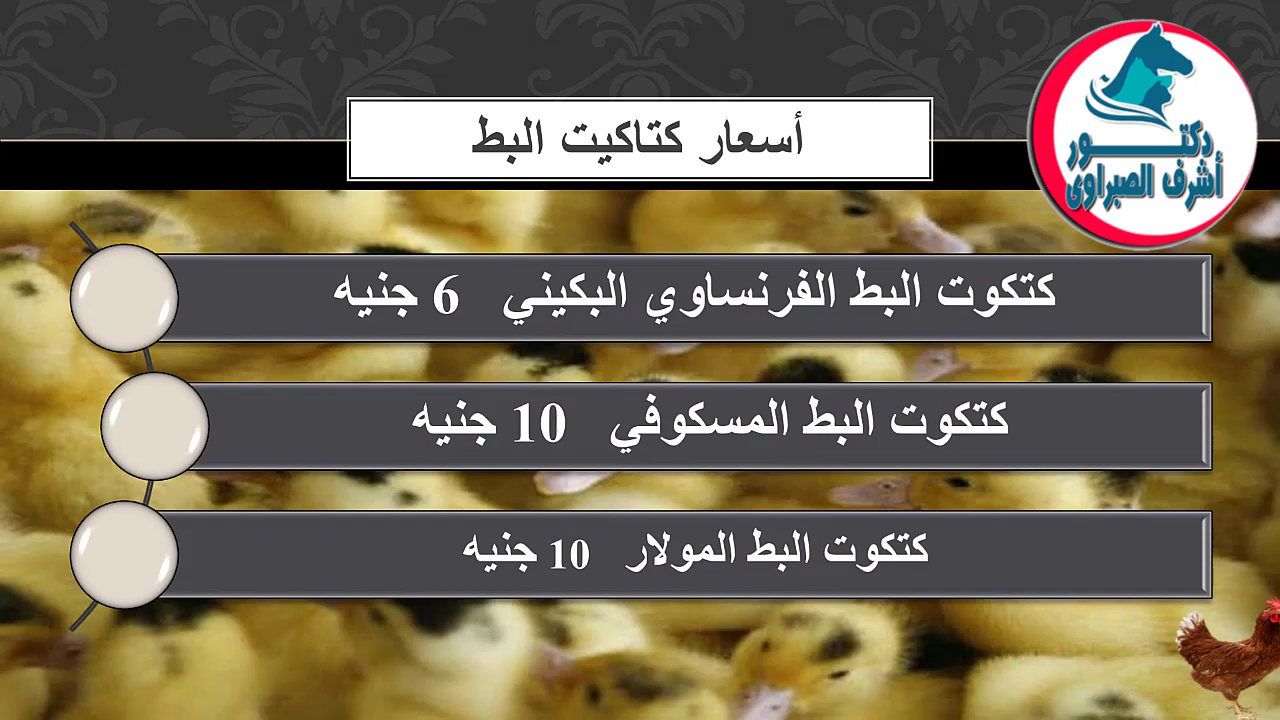 أسعار كتاكيت البط
دكتور
أشرف الصبراوى
كتكوت البط الفرنساوي البكيني 6 جنيه
كتكوت البط المسكوفي 10 جنيه
كتكوت البط المولار 10 جنيه